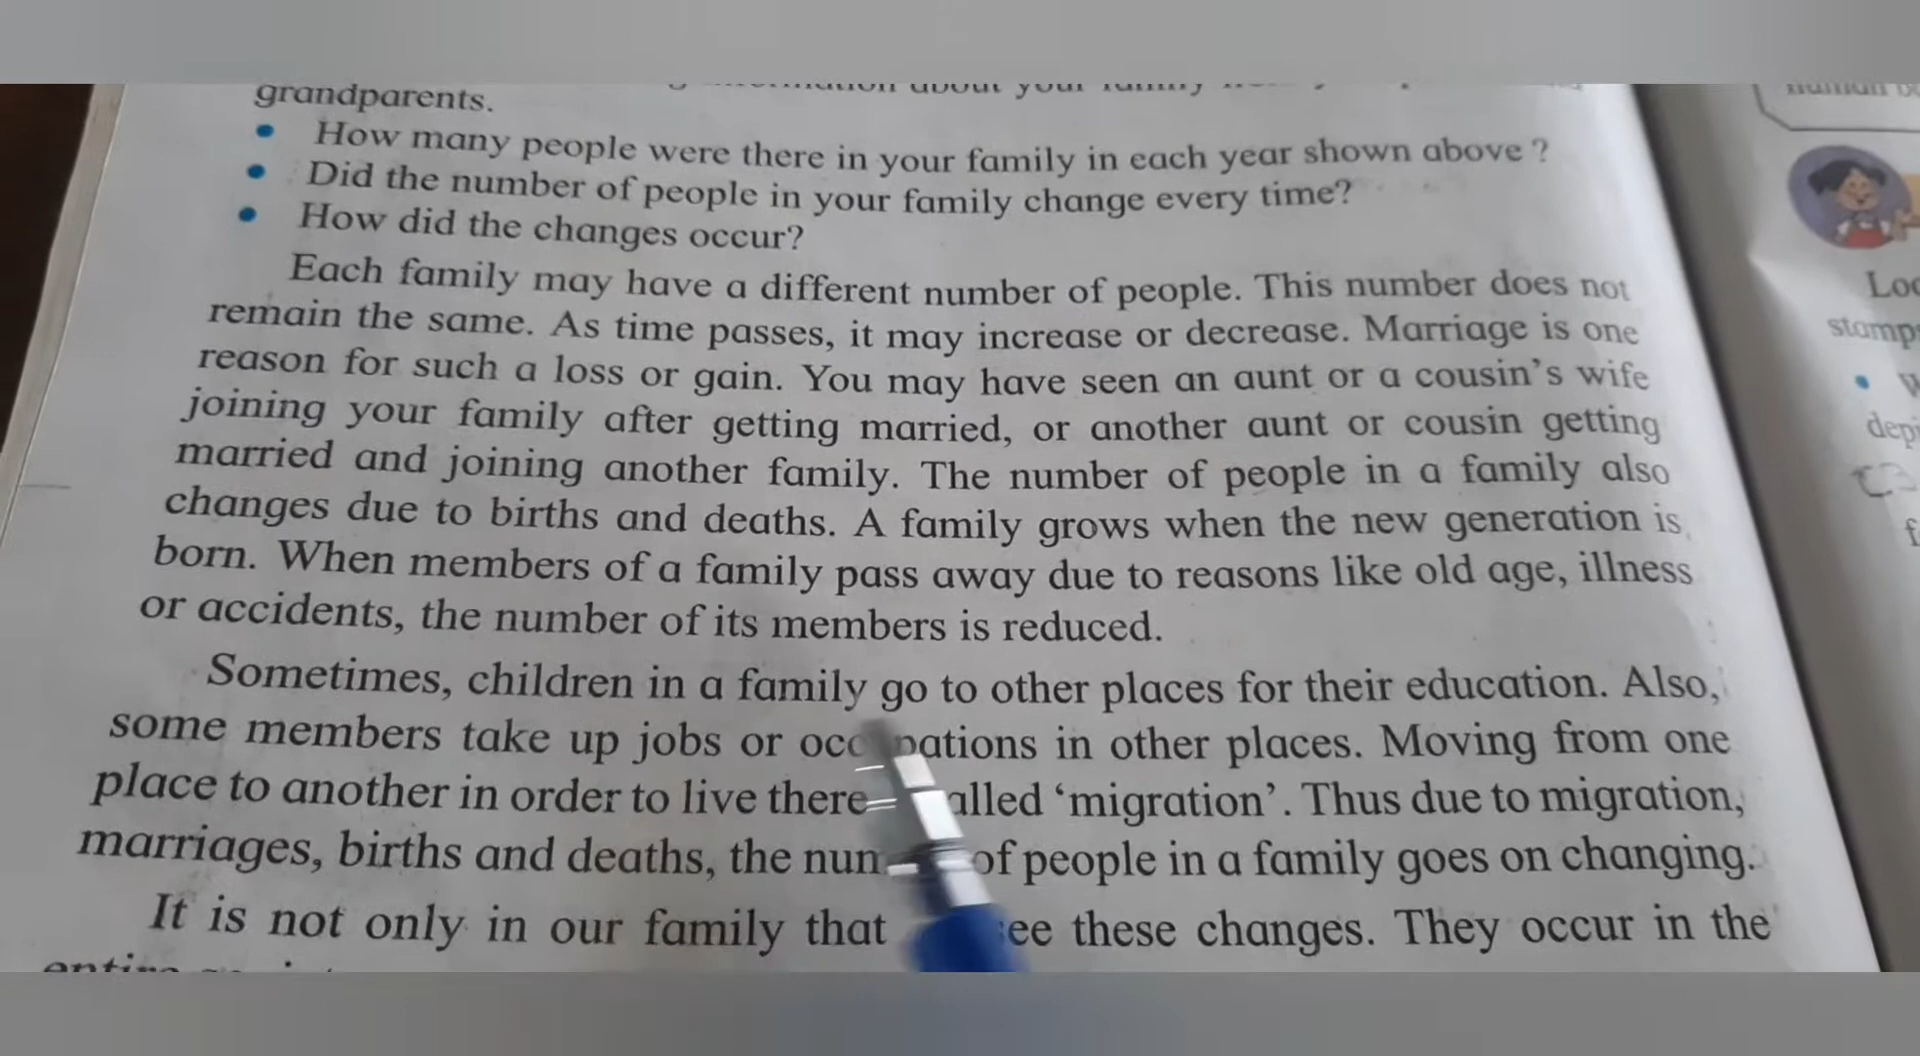 information about your family
grandparents.
• How many people were there in your family in each year shown above ?
• Did the number of people in your family change every time?
• How did the changes occur?
Each family may have a different number of people. This number does not
remain the same. As time passes, it may increase or decrease. Marriage is one
reason for such a loss or gain. You may have seen an aunt or a cousin's wife
joining your family after getting married, or another aunt or cousin getting
married and joining another family. The number of people in a family also
changes due to births and deaths. A family grows when the new generation is
born. When members of a family pass away due to reasons like old age, illness
or accidents, the number of its members is reduced.
Sometimes, children in a family go to other places for their education. Also,
some members take up jobs or occupations in other places. Moving from one
place to another in order to live there called ‘migration’. Thus due to migration,
marriages, births and deaths, the of people in a family goes on changing.
It is not only in our family that these changes. They occur in the
human
stamps